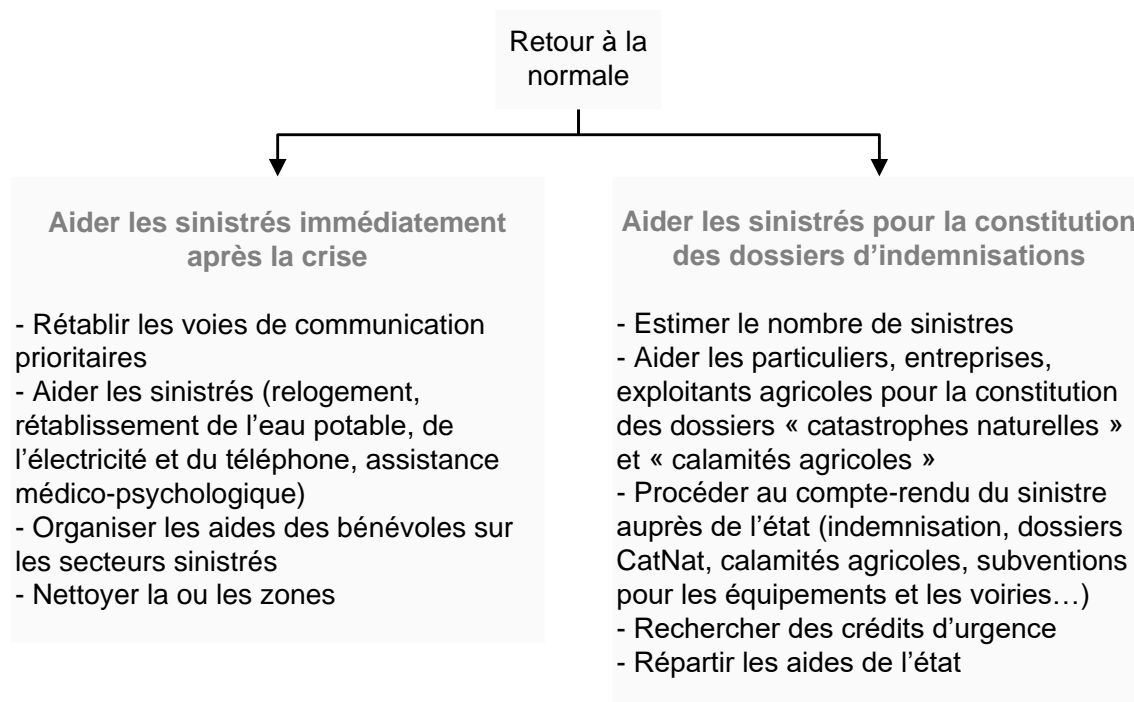 Retour à la
normale
Aider les sinistrés immédiatement
après la crise
- Rétablir les voies de communication
prioritaires
- Aider les sinistrés (relogement,
rétablissement de l’eau potable, de
l’électricité et du téléphone, assistance
médico-psychologique)
- Organiser les aides des bénévoles sur
les secteurs sinistrés
- Nettoyer la ou les zones
Aider les sinistrés pour la constitution
des dossiers d’indemnisations
- Estimer le nombre de sinistres
- Aider les particuliers, entreprises,
exploitants agricoles pour la constitution
des dossiers « catastrophes naturelles »
et « calamités agricoles »
- Procéder au compte-rendu du sinistre
auprès de l’état (indemnisation, dossiers
CatNat, calamités agricoles, subventions
pour les équipements et les voiries…)
- Rechercher des crédits d’urgence
- Répartir les aides de l’état